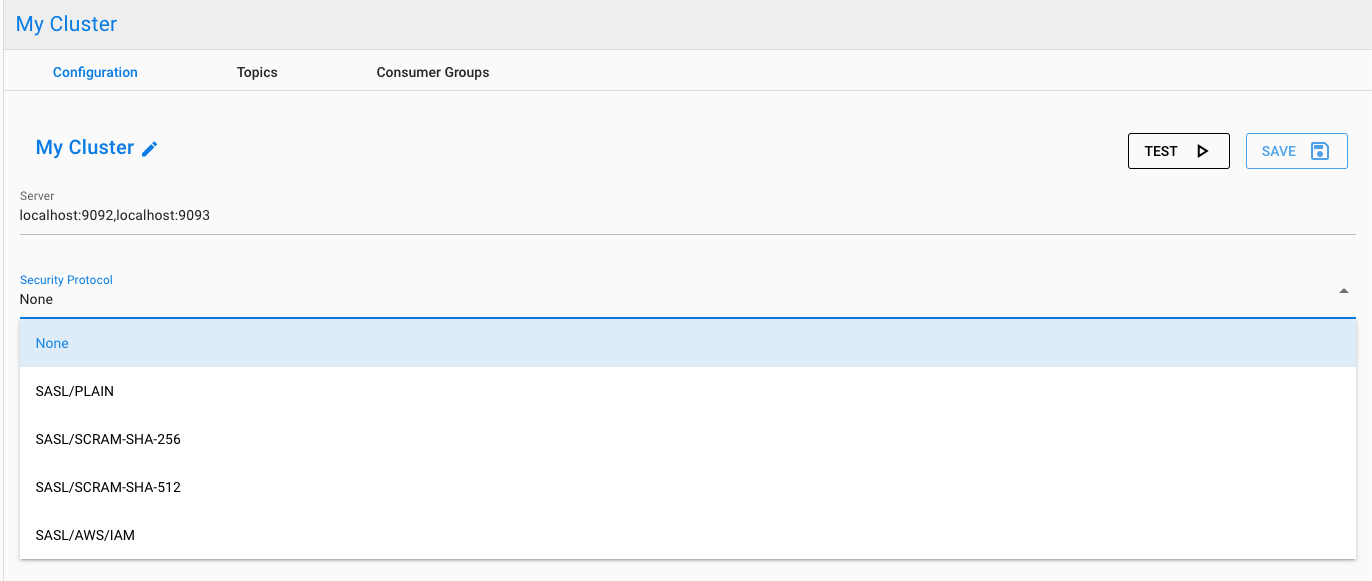 My Cluster
Configuration Topics Consumer Groups
My Cluster
TEST SAVE
Server
localhost:9092,localhost:9093
Security Protocol
None
None
SASL/PLAIN
SASL/SCRAM-SHA-256
SASL/SCRAM-SHA-512
SASL/AWS/IAM